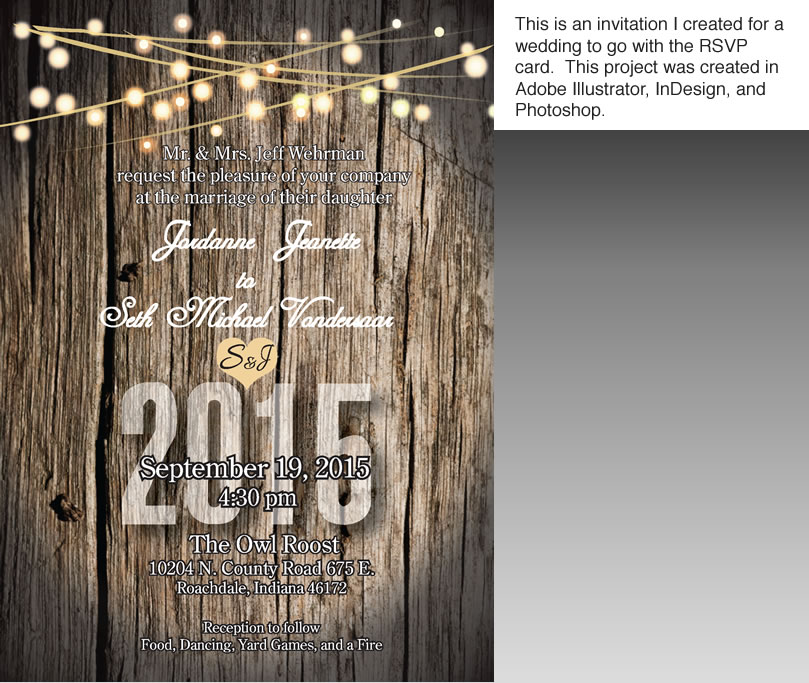 This is an invitation I created for a
wedding to go with the RSVP
card. This project was created in
Adobe Illustrator, InDesign, and
Photoshop.
Mr. & Mrs. Jeff Wehrman
request the pleasure of your company
at the marriage of their daughter
Jordanne Jeanette
to
Seth Michael Vandersaar
S & J
2015
September 19, 2015
4:30 pm
The Owl Roost
10204 N. County Road 675 E.
Roachdale, Indiana 46172
Reception to follow
Food, Dancing, Yard Games, and a Fire